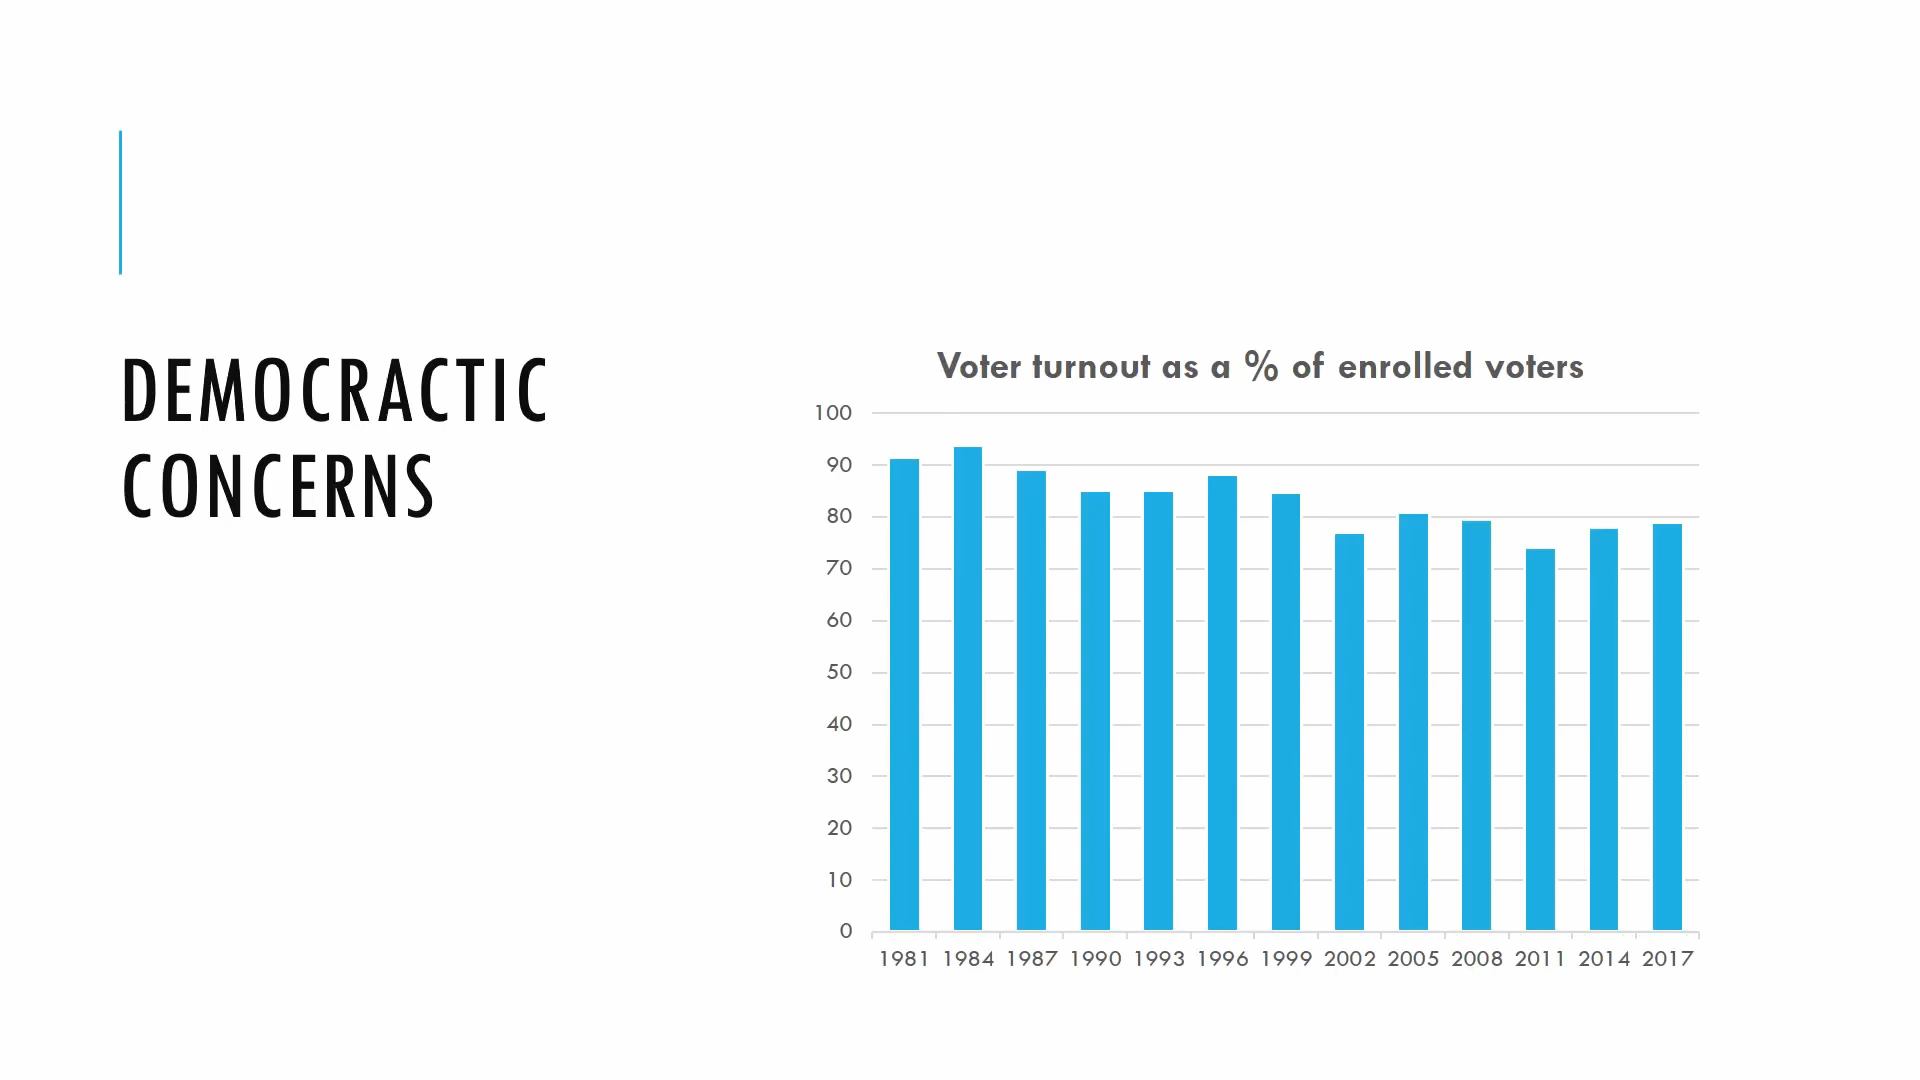 DEMOCRACTIC
CONCERNS
Voter turnout as a % of enrolled voters
100
90
80
70
60
50
40
30
20
10
0
1981 1984 1987 1990 1993 1996 1999 2002 2005 2008 2011 2014 2017